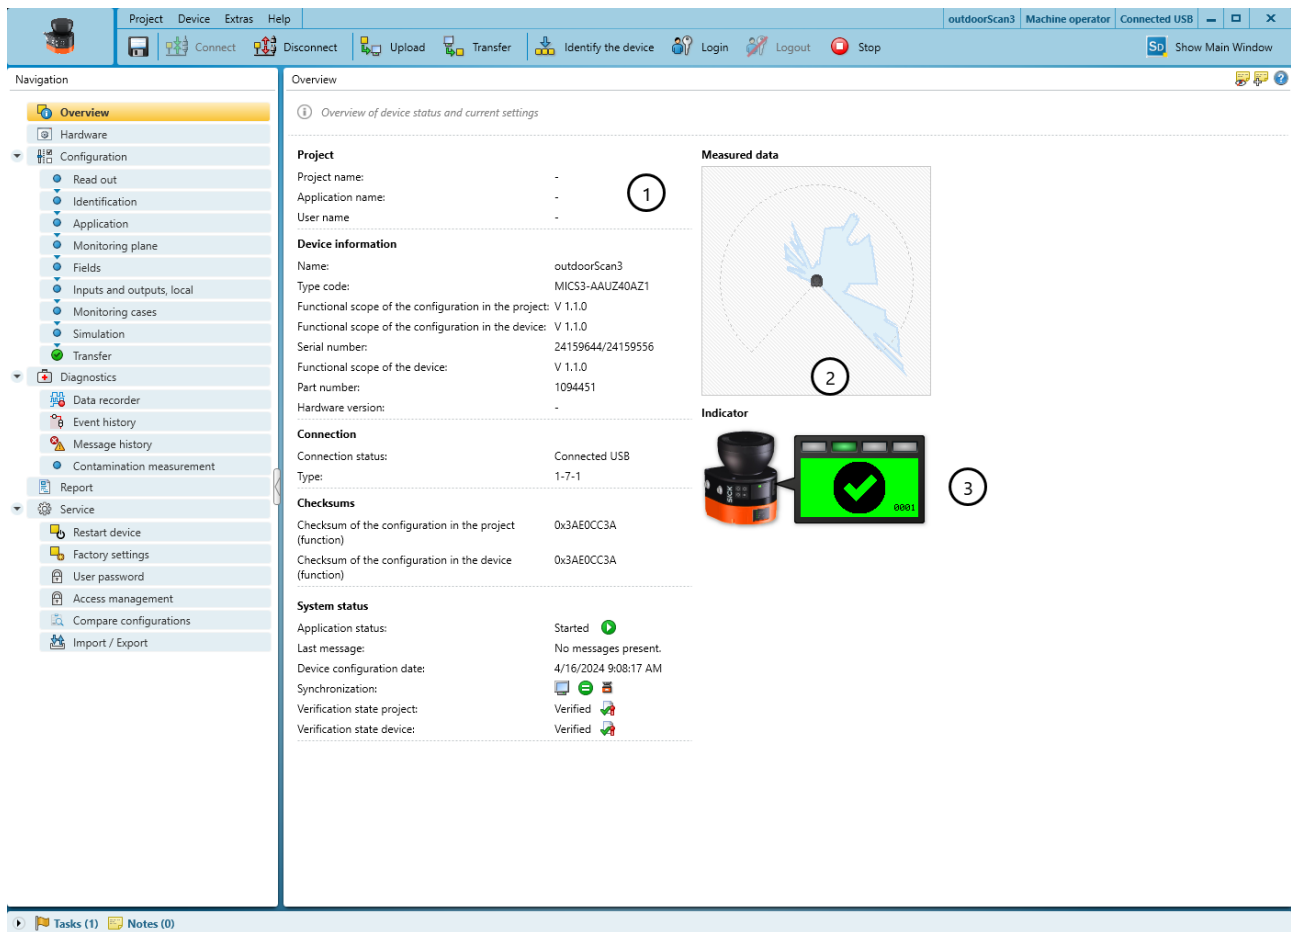 Project Device Extras Help outdoorScan3 Machine operator Connected USB
Connect Disconnect Upload Transfer Identify the device Login Logout Stop SD Show Main Window
Navigation
Overview
Hardware
Configuration
Read out
Identification
Application
Monitoring plane
Fields
Inputs and outputs, local
Monitoring cases
Simulation
Transfer
Diagnostics
Data recorder
Event history
Message history
Contamination measurement
Report
Service
Restart device
Factory settings
User password
Access management
Compare configurations
Import / Export
Overview
Overview of device status and current settings
Project
Project name: -
Application name: -
User name -
1
Device information
Name: outdoorScan3
Type code: MICS3-AAUZ40AZ1
Functional scope of the configuration in the project: V 1.1.0
Functional scope of the configuration in the device: V 1.1.0
Serial number: 24159644/24159556
Functional scope of the device: V 1.1.0
Part number: 1094451
Hardware version: -
Connection
Connection status: Connected USB
Type: 1-7-1
Checksums
Checksum of the configuration in the project 0x3AE0CC3A
(function)
Checksum of the configuration in the device 0x3AE0CC3A
(function)
System status
Application status: Started
Last message: No messages present.
Device configuration date: 4/16/2024 9:08:17 AM
Synchronization:
Verification state project: Verified
Verification state device: Verified
Measured data
2
Indicator
SICK
0001
3
Tasks (1) Notes (0)